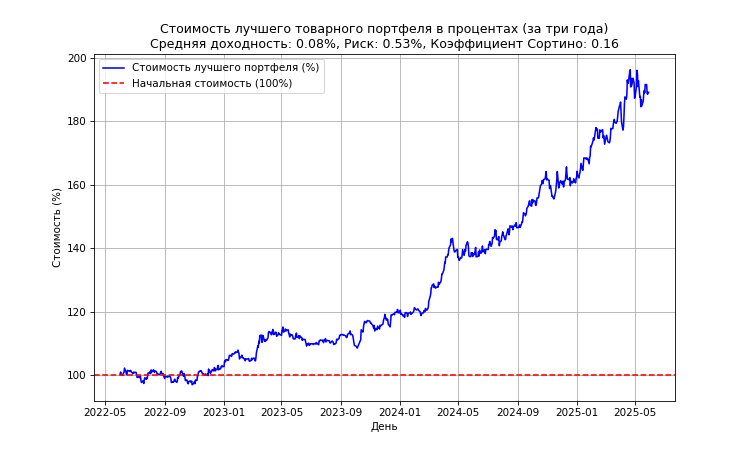 Стоимость лучшего товарного портфеля в процентах (за три года)
Средняя доходность: 0.08%, Риск: 0.53%, Коэффициент Сортино: 0.16
Стоимость лучшего портфеля (%)
Начальная стоимость (100%)
Стоимость (%)
200
180
160
140
120
100
2022-05 2022-09 2023-01 2023-05 2023-09 2024-01 2024-05 2024-09 2025-01 2025-05
День